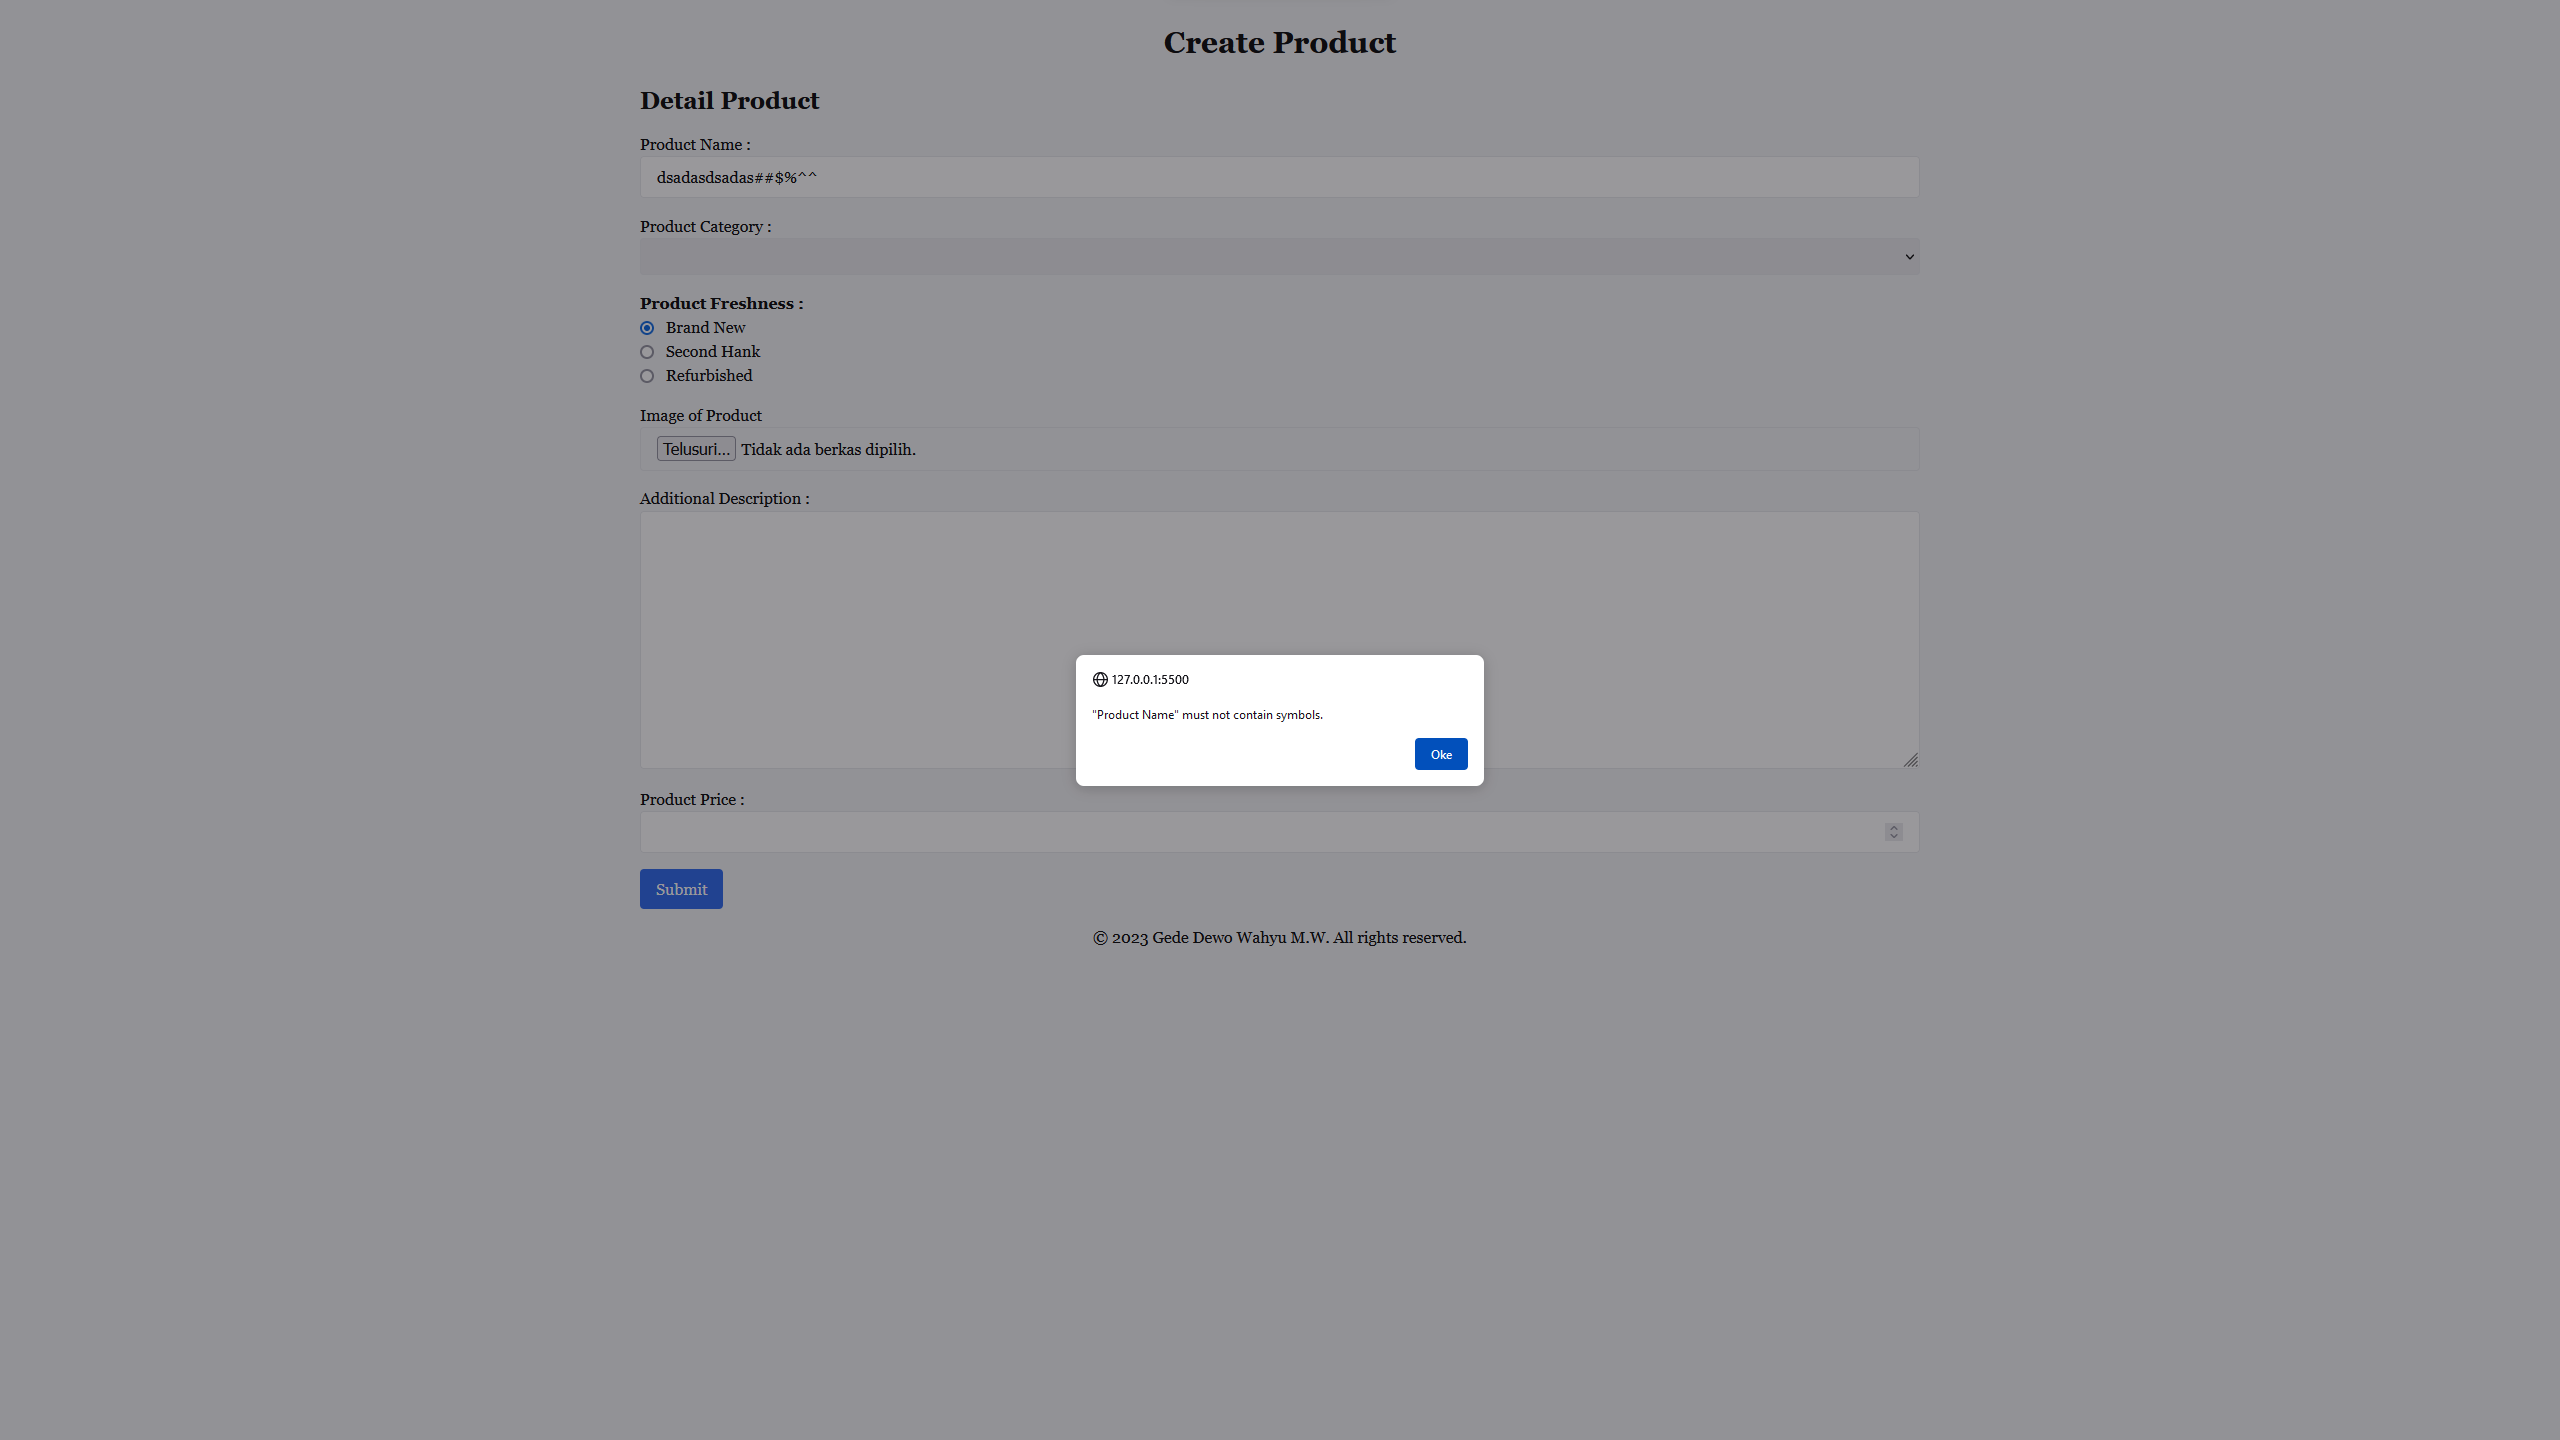 Create Product
Detail Product
Product Name :
dsadasdsadas##$%^^
Product Category :
Product Freshness :
Brand New
Second Hank
Refurbished
Image of Product
Telusuri... Tidak ada berkas dipilih.
Additional Description :
127.0.0.1:5500
"Product Name" must not contain symbols.
Oke
Product Price :
Submit
© 2023 Gede Dewo Wahyu M.W. All rights reserved.